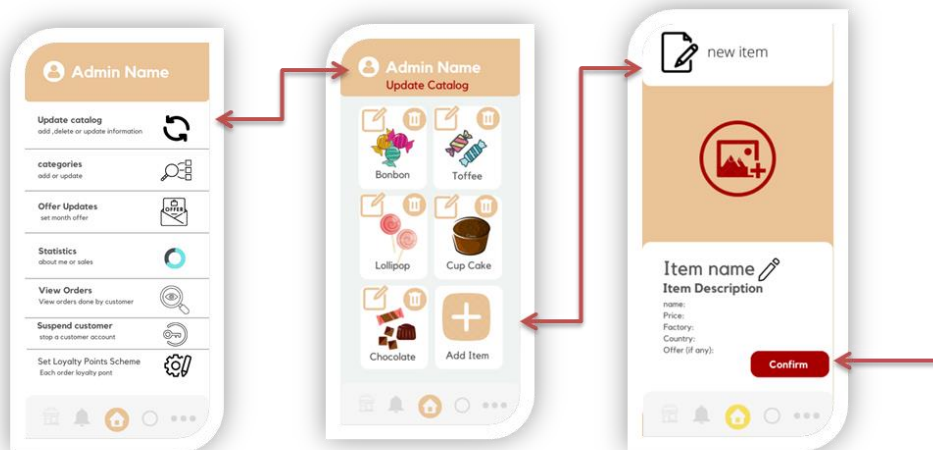 Admin Name
Update catalog
add ,delete or update information
categories
add or update
Offer Updates
set month offer
OFFER
Statistics
about me or sales
View Orders
View orders done by customer
Suspend customer
stop a customer account
Set Loyalty Points Scheme
Each order loyalty pont
Admin Name
Update Catalog
Bonbon
Toffee
Lollipop
Cup Cake
Chocolate
Add Item
new item
Item name
Item Description
name:
Price:
Factory:
Country:
Offer (if any):
Confirm